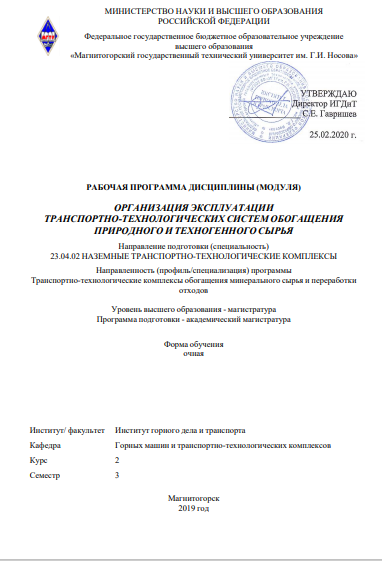 МИНИСТЕРСТВО НАУКИ И ВЫСШЕГО ОБРАЗОВАНИЯ
РОССИЙСКОЙ ФЕДЕРАЦИИ
Федеральное государственное бюджетное образовательное учреждение
высшего образования
«Магнитогорский государственный технический университет им. Г.И. Носова»
УТВЕРЖДАЮ
Директор ИГДиТ
С.Е. Гавришев
25.02.2020 г.
РАБОЧАЯ ПРОГРАММА ДИСЦИПЛИНЫ (МОДУЛЯ)
ОРГАНИЗАЦИЯ ЭКСПЛУАТАЦИИ
ТРАНСПОРТНО-ТЕХНОЛОГИЧЕСКИХ СИСТЕМ ОБОГАЩЕНИЯ
ПРИРОДНОГО И ТЕХНОГЕННОГО СЫРЬЯ
Направление подготовки (специальность)
23.04.02 НАЗЕМНЫЕ ТРАНСПОРТНО-ТЕХНОЛОГИЧЕСКИЕ КОМПЛЕКСЫ
Направленность (профиль/специализация) программы
Транспортно-технологические комплексы обогащения минерального сырья и переработки
отходов
Уровень высшего образования - магистратура
Программа подготовки - академический магистратура
Форма обучения
очная
Институт/ факультет Институт горного дела и транспорта
Кафедра Горных машин и транспортно-технологических комплексов
Курс 2
Семестр 3
Магнитогорск
2019 год